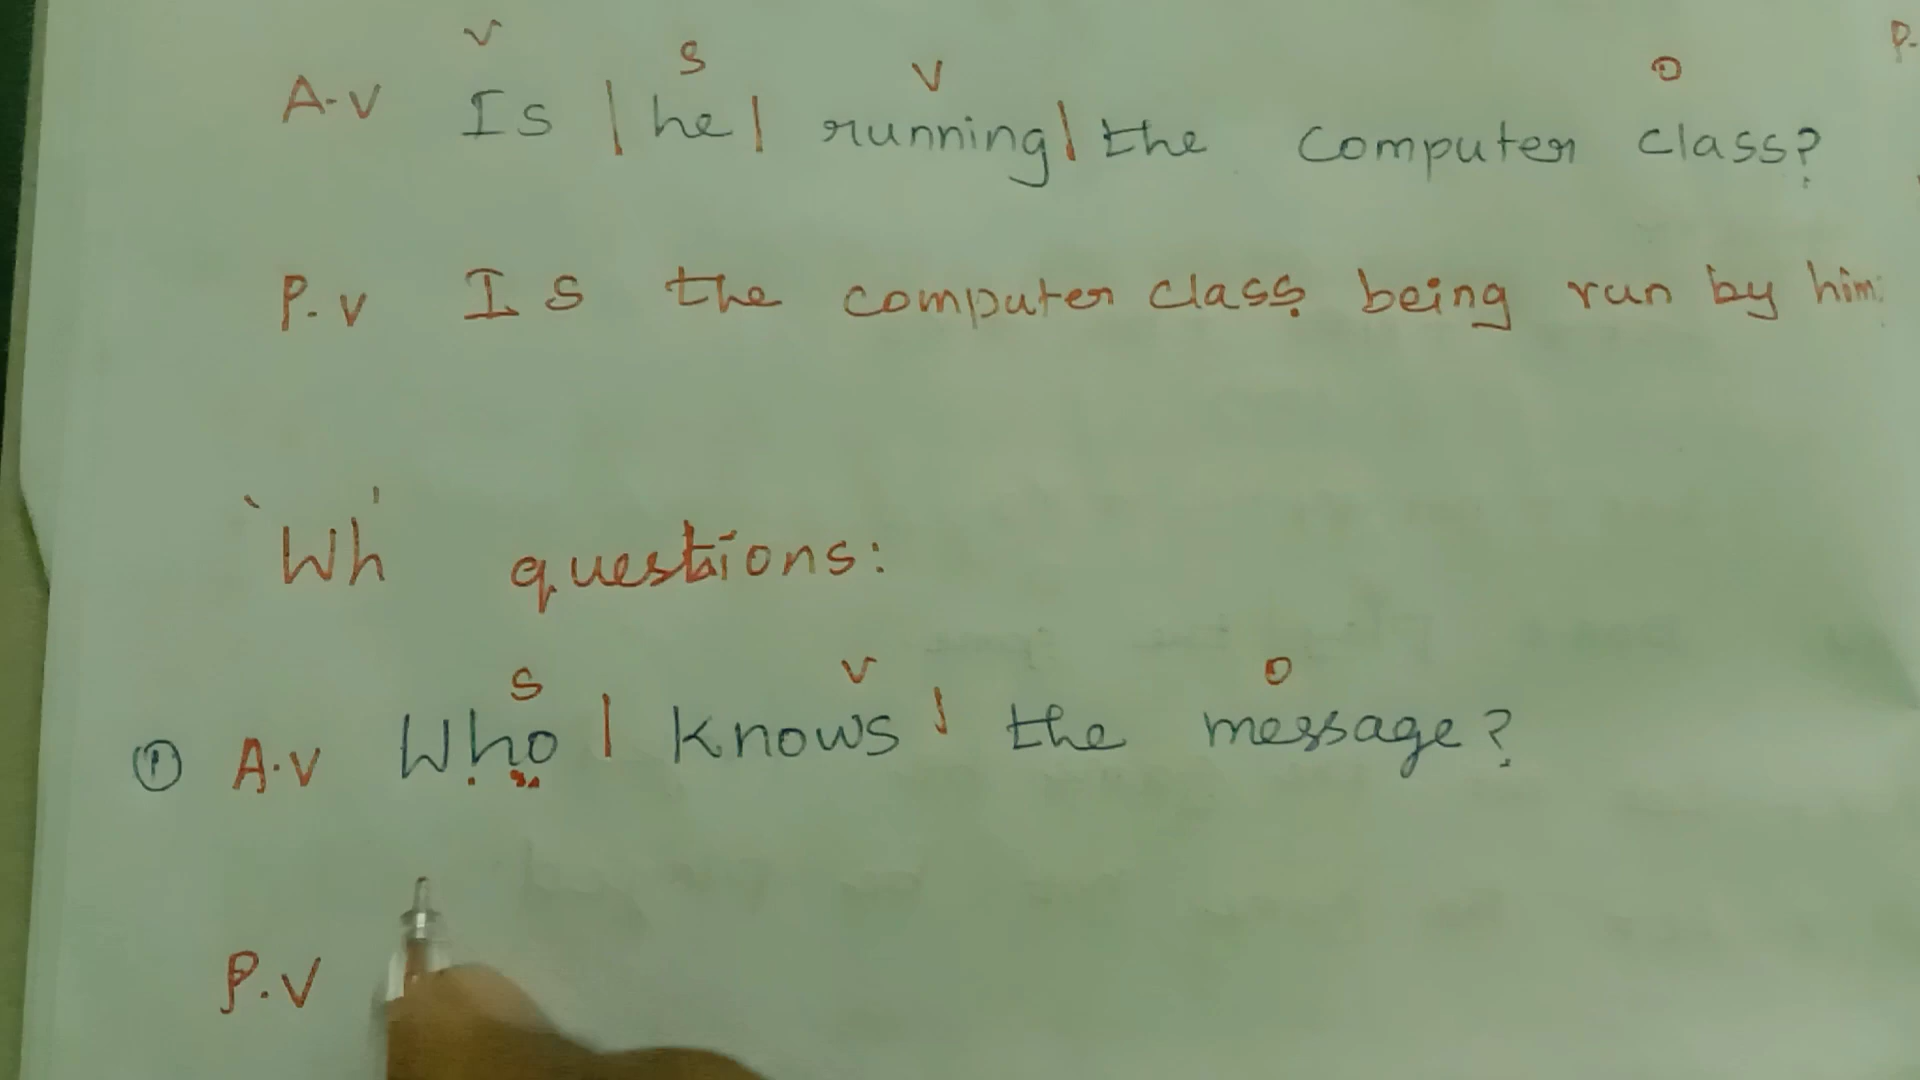 V S V O P.
A.V Is | he | running | the computer class?
P.V Is the computer class being run by him
'Wh' questions:
S V O
① A.V Who | knows | the message?
P.V